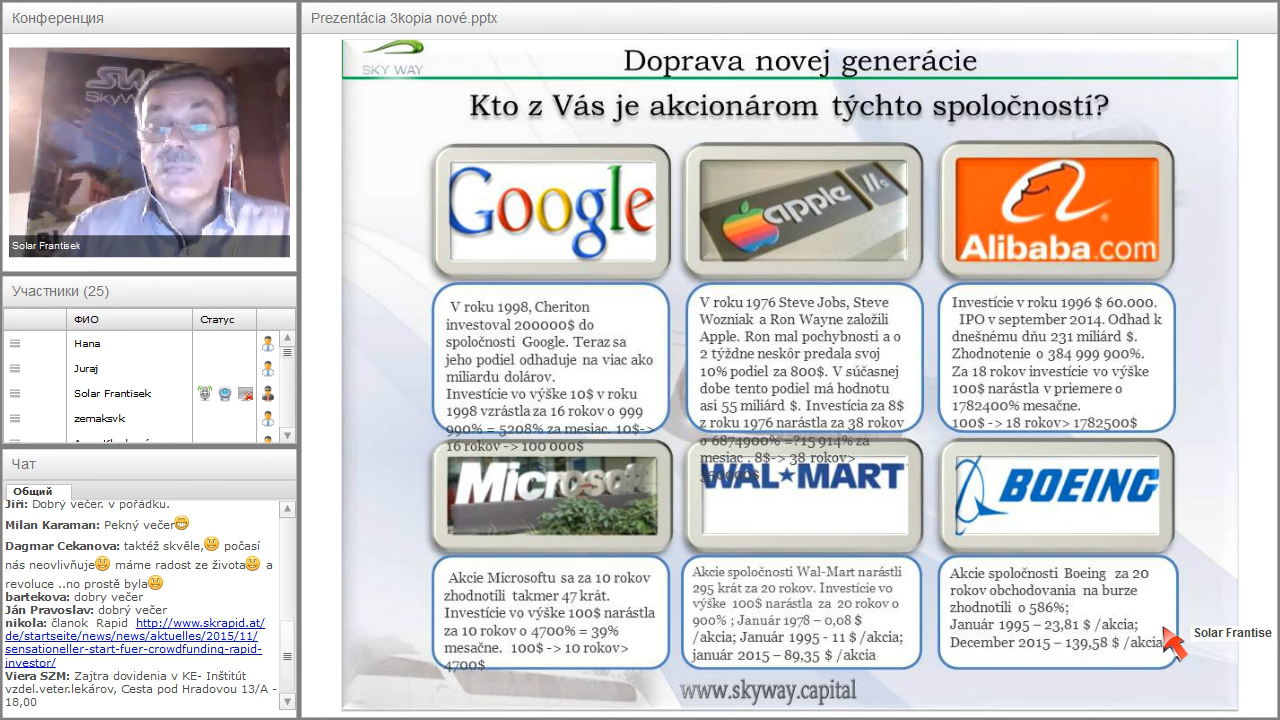 Конференция
SkyWay
Solar Frantisek
Участники (25)
ФИО
Статус
Hana
Juraj
Solar Frantisek
zemaksvk
Чат
Общий
Jiří: Dobrý večer. v pořádku.
Milan Karaman: Pekný večer
Dagmar Cekanova: taktéž skvěle, počasí
nás neovlivňuje máme radost ze života a
revoluce ..no prostě byla
bartekova: dobry večer
Ján Pravoslav: dobrý večer
nikola: članok Rapid http://www.skrapid.at/
de/startseite/news/news/aktuelles/2015/11/
sensationeller-start-fuer-crowdfunding-rapid-
investor/
Viera SZM: Zajtra dovidenia v KE- Inštitút
vzdel.veter.lekárov, Cesta pod Hradovou 13/A -
18,00
Prezentácia 3kopia nové.pptx
SKY WAY
Doprava novej generácie
Kto z Vás je akcionárom týchto spoločností?
Google
V roku 1998, Cheriton
investoval 200000$ do
spoločnosti Google. Teraz sa
jeho podiel odhaduje na viac ako
miliardu dolárov.
Investície vo výške 10$ v roku
1998 vzrástla za 16 rokov o 999
990% = 5208% za mesiac. 10$->
16 rokov -> 100 000$
apple
V roku 1976 Steve Jobs, Steve
Wozniak a Ron Wayne založili
Apple. Ron mal pochybnosti a o
2 týždne neskôr predala svoj
10% podiel za 800$. V súčasnej
dobe tento podiel má hodnotu
asi 55 miliárd $. Investícia za 8$
z roku 1976 narástla za 38 rokov
o 6874900% =?15 914% za
mesiac . 8$-> 38 rokov>
Alibaba.com
Investície v roku 1996 $ 60.000.
IPO v september 2014. Odhad k
dnešnému dňu 231 miliárd $.
Zhodnotenie o 384 999 900%.
Za 18 rokov investície vo výške
100$ narástla v priemere o
1782400% mesačne.
100$ -> 18 rokov> 1782500$
Microsoft
Akcie Microsoftu sa za 10 rokov
zhodnotili takmer 47 krát.
Investície vo výške 100$ narástla
za 10 rokov o 4700% = 39%
mesačne. 100$ -> 10 rokov>
4700$
WAL★MART
Akcie spoločnosti Wal-Mart narástli
295 krát za 20 rokov. Investície vo
výške 100$ narástla za 20 rokov o
900% ; Január 1978 – 0,08 $
/akcia; Január 1995 - 11 $ /akcia;
január 2015 – 89,35 $ /akcia
BOEING
Akcie spoločnosti Boeing za 20
rokov obchodovania na burze
zhodnotili o 586%;
Január 1995 – 23,81 $ /akcia;
December 2015 – 139,58 $ /akcia
Solar Frantise
www.skyway.capital